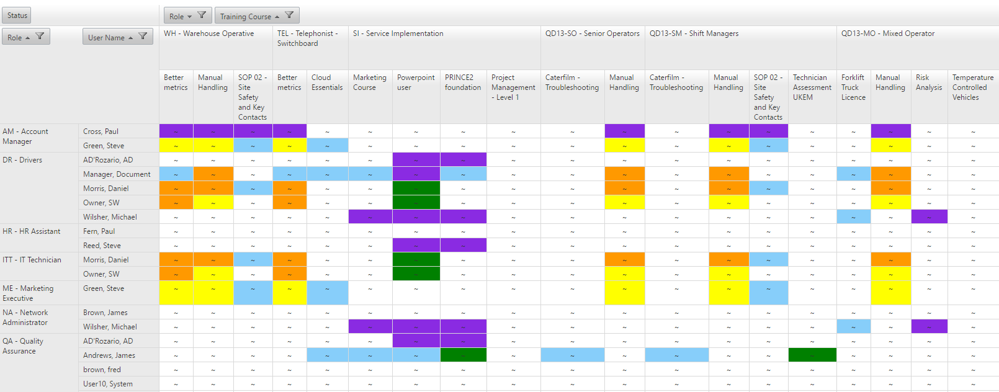 Status
Role
Training Course
Role
User Name
WH - Warehouse Operative
TEL - Telephonist -
Switchboard
SI - Service Implementation
QD13-SO - Senior Operators
QD13-SM - Shift Managers
QD13-MO - Mixed Operator
Better
metrics
Manual
Handling
SOP 02 -
Site
Safety
and Key
Contacts
Better
metrics
Cloud
Essentials
Marketing
Course
Powerpoint
user
PRINCE2
foundation
Project
Management
- Level 1
Caterfilm -
Troubleshooting
Manual
Handling
Caterfilm -
Troubleshooting
Manual
Handling
SOP 02 -
Site
Safety
and Key
Contacts
Technician
Assessment
UKEM
Forklift
Truck
Licence
Manual
Handling
Risk
Analysis
Temperature
Controlled
Vehicles
AM - Account
Manager
Cross, Paul
~ ~ ~ ~ ~ ~ ~ ~ ~ ~ ~ ~ ~ ~ ~ ~ ~ ~ ~
Green, Steve
~ ~ ~ ~ ~ ~ ~ ~ ~ ~ ~ ~ ~ ~ ~ ~ ~ ~ ~
DR - Drivers
AD'Rozario, AD
~ ~ ~ ~ ~ ~ ~ ~ ~ ~ ~ ~ ~ ~ ~ ~ ~ ~ ~
Manager, Document
~ ~ ~ ~ ~ ~ ~ ~ ~ ~ ~ ~ ~ ~ ~ ~ ~ ~ ~
Morris, Daniel
~ ~ ~ ~ ~ ~ ~ ~ ~ ~ ~ ~ ~ ~ ~ ~ ~ ~ ~
Owner, SW
~ ~ ~ ~ ~ ~ ~ ~ ~ ~ ~ ~ ~ ~ ~ ~ ~ ~ ~
Wilsher, Michael
~ ~ ~ ~ ~ ~ ~ ~ ~ ~ ~ ~ ~ ~ ~ ~ ~ ~ ~
HR - HR Assistant
Fern, Paul
~ ~ ~ ~ ~ ~ ~ ~ ~ ~ ~ ~ ~ ~ ~ ~ ~ ~ ~
Reed, Steve
~ ~ ~ ~ ~ ~ ~ ~ ~ ~ ~ ~ ~ ~ ~ ~ ~ ~ ~
ITT - IT Technician
Morris, Daniel
~ ~ ~ ~ ~ ~ ~ ~ ~ ~ ~ ~ ~ ~ ~ ~ ~ ~ ~
Owner, SW
~ ~ ~ ~ ~ ~ ~ ~ ~ ~ ~ ~ ~ ~ ~ ~ ~ ~ ~
ME - Marketing
Executive
Green, Steve
~ ~ ~ ~ ~ ~ ~ ~ ~ ~ ~ ~ ~ ~ ~ ~ ~ ~ ~
NA - Network
Administrator
Brown, James
~ ~ ~ ~ ~ ~ ~ ~ ~ ~ ~ ~ ~ ~ ~ ~ ~ ~ ~
Wilsher, Michael
~ ~ ~ ~ ~ ~ ~ ~ ~ ~ ~ ~ ~ ~ ~ ~ ~ ~ ~
QA - Quality
Assurance
AD'Rozario, AD
~ ~ ~ ~ ~ ~ ~ ~ ~ ~ ~ ~ ~ ~ ~ ~ ~ ~ ~
Andrews, James
~ ~ ~ ~ ~ ~ ~ ~ ~ ~ ~ ~ ~ ~ ~ ~ ~ ~ ~
brown, fred
~ ~ ~ ~ ~ ~ ~ ~ ~ ~ ~ ~ ~ ~ ~ ~ ~ ~ ~
User10, System
~ ~ ~ ~ ~ ~ ~ ~ ~ ~ ~ ~ ~ ~ ~ ~ ~ ~ ~